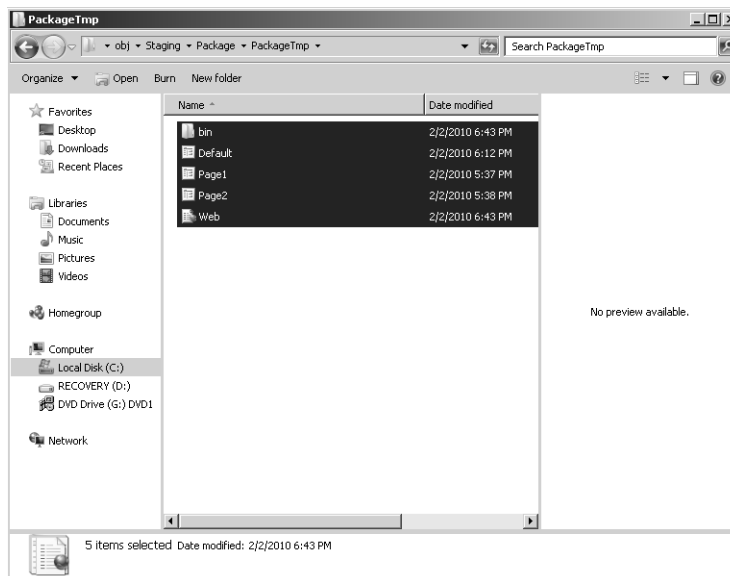 PackageTmp
obj Staging Package PackageTmp Search PackageTmp
Organize Open Burn New folder
Favorites
Desktop
Downloads
Recent Places
Libraries
Documents
Music
Pictures
Videos
Homegroup
Computer
Local Disk (C:)
RECOVERY (D:)
DVD Drive (G:) DVD1
Network
Name Date modified
bin 2/2/2010 6:43 PM
Default 2/2/2010 6:12 PM
Page1 2/2/2010 5:37 PM
Page2 2/2/2010 5:38 PM
Web 2/2/2010 6:43 PM
No preview available.
5 items selected Date modified: 2/2/2010 6:43 PM